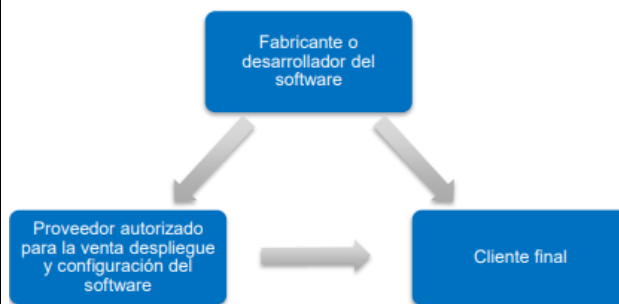 Fabricante o
desarrollador del
software
Proveedor autorizado
para la venta despliegue
y configuración del
software
Cliente final